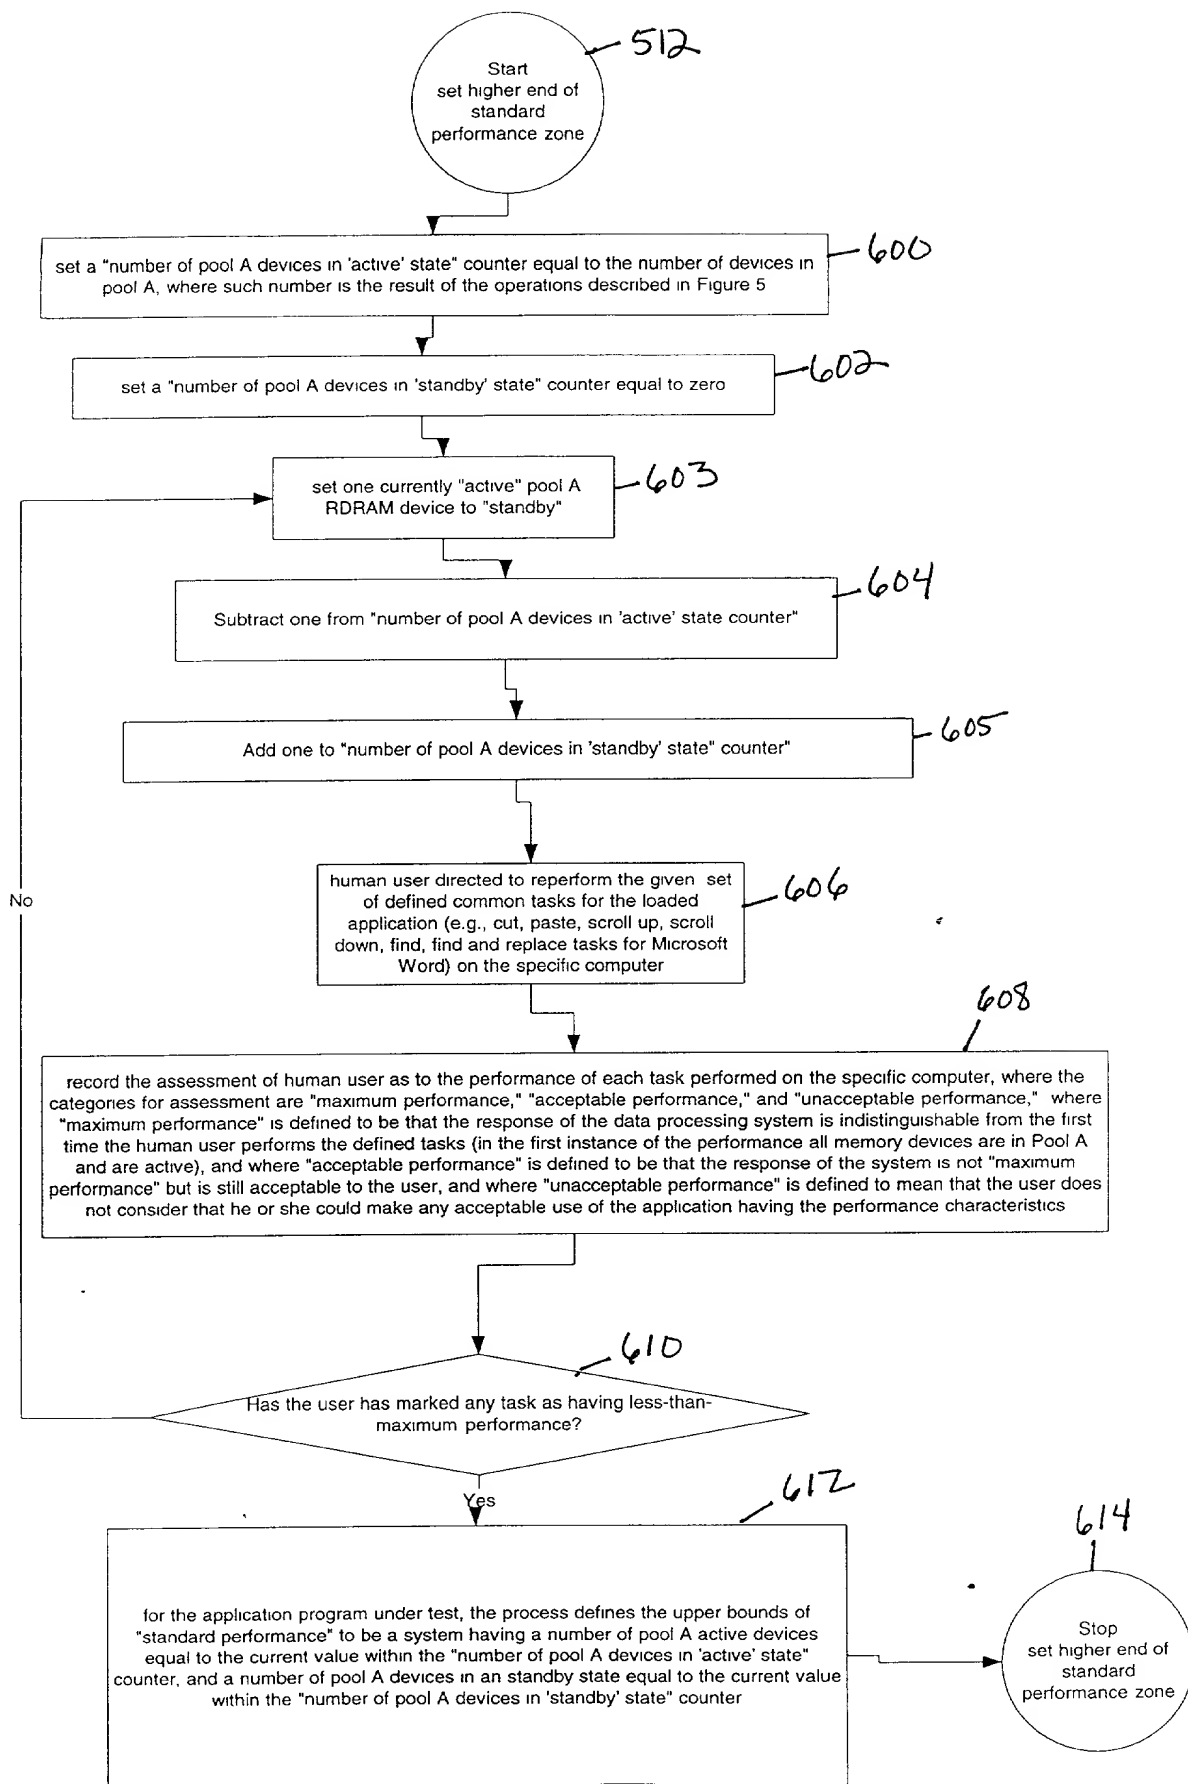 512
Start
set higher end of
standard
performance zone
600
set a "number of pool A devices in 'active' state" counter equal to the number of devices in
pool A, where such number is the result of the operations described in Figure 5
602
set a "number of pool A devices in 'standby' state" counter equal to zero
603
set one currently "active" pool A
RDRAM device to "standby"
604
Subtract one from "number of pool A devices in 'active' state counter"
605
Add one to "number of pool A devices in 'standby' state" counter"
606
human user directed to reperform the given set
of defined common tasks for the loaded
application (e.g., cut, paste, scroll up, scroll
down, find, find and replace tasks for Microsoft
Word) on the specific computer
No
608
record the assessment of human user as to the performance of each task performed on the specific computer, where the
categories for assessment are "maximum performance," "acceptable performance," and "unacceptable performance," where
"maximum performance" is defined to be that the response of the data processing system is indistinguishable from the first
time the human user performs the defined tasks (in the first instance of the performance all memory devices are in Pool A
and are active), and where "acceptable performance" is defined to be that the response of the system is not "maximum
performance" but is still acceptable to the user, and where "unacceptable performance" is defined to mean that the user does
not consider that he or she could make any acceptable use of the application having the performance characteristics
610
Has the user has marked any task as having less-than-
maximum performance?
Yes
612
for the application program under test, the process defines the upper bounds of
"standard performance" to be a system having a number of pool A active devices
equal to the current value within the "number of pool A devices in 'active' state"
counter, and a number of pool A devices in an standby state equal to the current value
within the "number of pool A devices in 'standby' state" counter
614
Stop
set higher end of
standard
performance zone